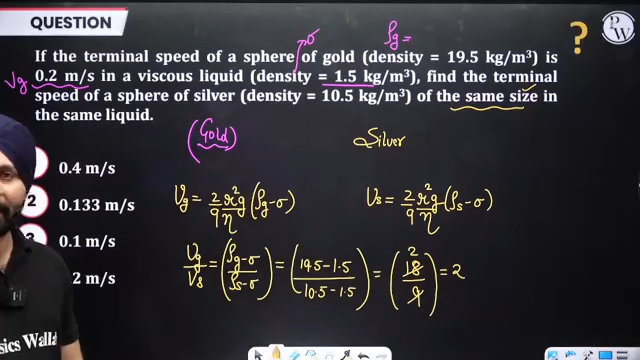 QUESTION
?
PW
σ
ρg =
If the terminal speed of a sphere of gold (density = 19.5 kg/m³) is
Vg 0.2 m/s in a viscous liquid (density = 1.5 kg/m³), find the terminal
speed of a sphere of silver (density = 10.5 kg/m³) of the same size in
the same liquid.
(Gold) Silver
0.4 m/s
2 0.133 m/s
3 0.1 m/s
2 m/s
Vg = 2/9 r²g/η (ρg-σ) Vs = 2/9 r²g/η (ρs-σ)
Vg/Vs = (ρg-σ/ρs-σ) = (19.5-1.5/10.5-1.5) = (18/9) 2 = 2
sics Walla